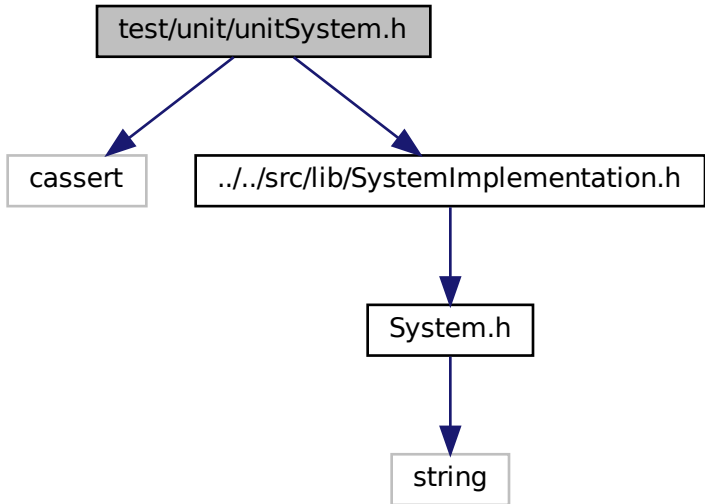 test/unit/unitSystem.h
cassert
../../src/lib/SystemImplementation.h
System.h
string